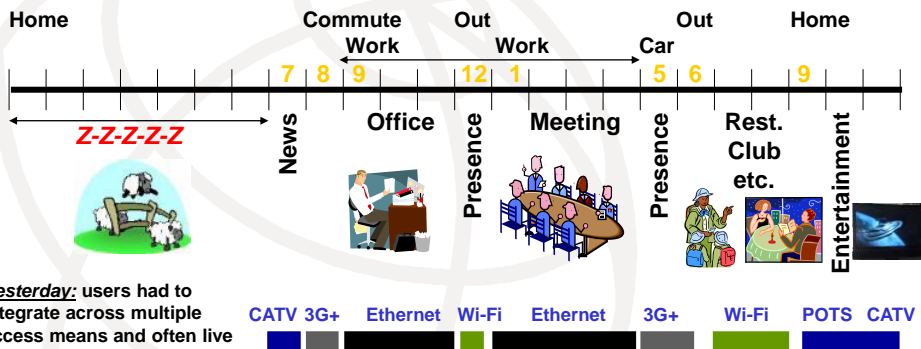 Home Commute Out Out Home
Work Work Car
7 8 9 12 1 5 6 9
Z-Z-Z-Z-Z
News
Office
Presence
Meeting
Presence
Rest.
Club
etc.
Entertainment
esterday: users had to
ntegrate across multiple
ccess means and often live
CATV 3G+ Ethernet Wi-Fi Ethernet 3G+ Wi-Fi POTS CATV